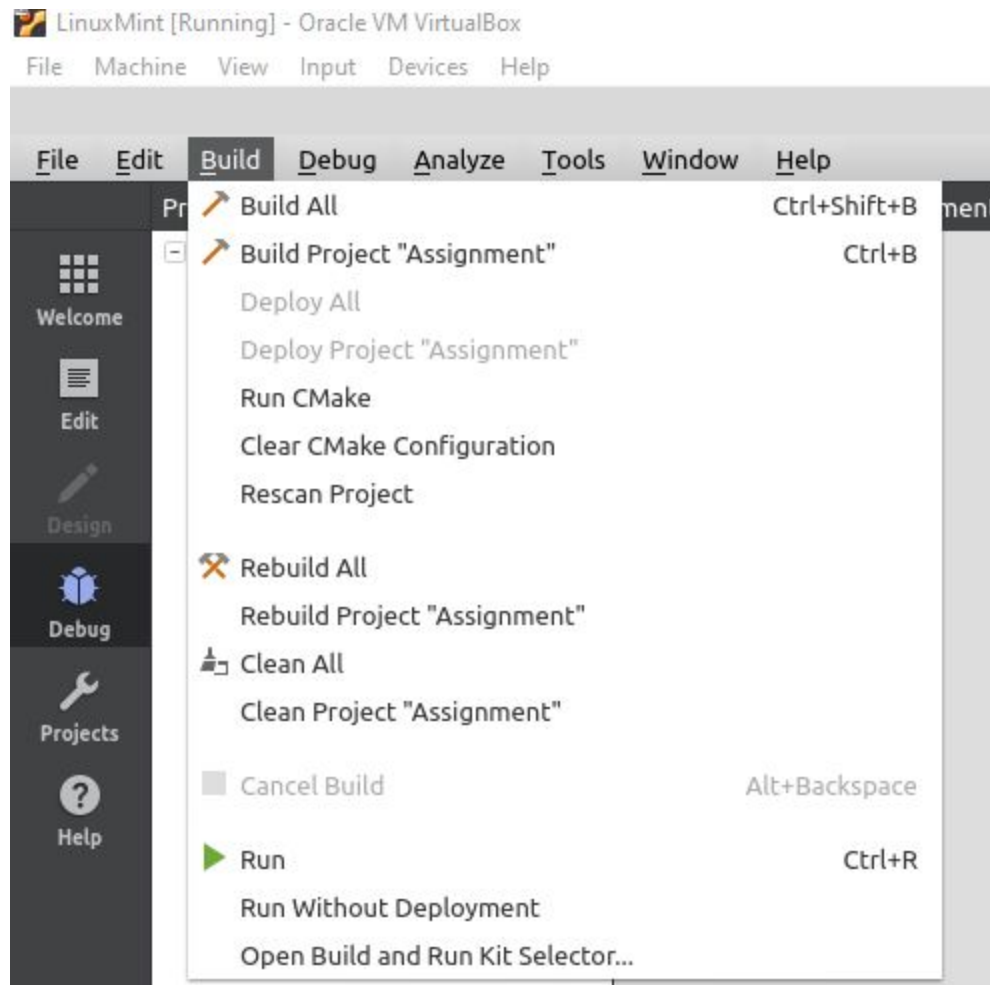 LinuxMint [Running] - Oracle VM VirtualBox
File Machine View Input Devices Help
File Edit Build Debug Analyze Tools Window Help
Build All Ctrl+Shift+B
Build Project "Assignment" Ctrl+B
Deploy All
Deploy Project "Assignment"
Run CMake
Clear CMake Configuration
Rescan Project
Rebuild All
Rebuild Project "Assignment"
Clean All
Clean Project "Assignment"
Cancel Build Alt+Backspace
Run Ctrl+R
Run Without Deployment
Open Build and Run Kit Selector...
Welcome
Edit
Design
Debug
Projects
Help